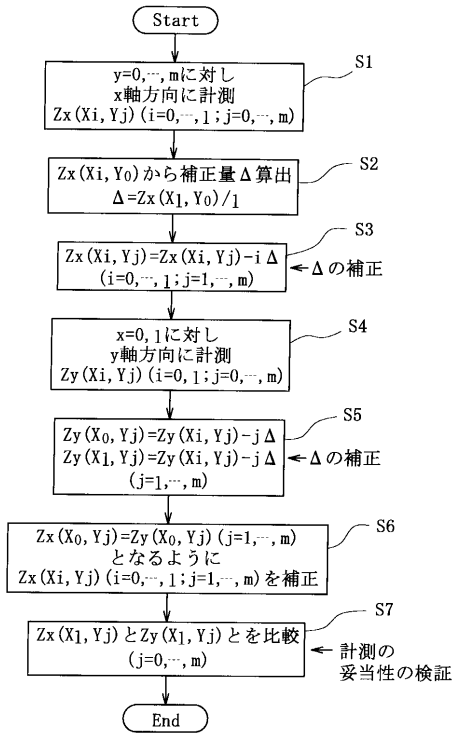 Start
S1
y=0,…,mに対し
x軸方向に計測
Zx(Xi,Yj)(i=0,…,l;j=0,…,m)
S2
Zx(Xi,Y0)から補正量Δ算出
Δ=Zx(Xl,Y0)/l
S3
Zx(Xi,Yj)=Zx(Xi,Yj)-iΔ
(i=0,…,l;j=1,…,m)
←Δの補正
S4
x=0,lに対し
y軸方向に計測
Zy(Xi,Yj)(i=0,l;j=0,…,m)
S5
Zy(X0,Yj)=Zy(Xi,Yj)-jΔ
Zy(Xl,Yj)=Zy(Xi,Yj)-jΔ
(j=1,…,m)
←Δの補正
S6
Zx(X0,Yj)=Zy(X0,Yj)(j=1,…,m)
となるように
Zx(Xi,Yj)(i=0,…,l;j=1,…,m)を補正
S7
Zx(Xl,Yj)とZy(Xl,Yj)とを比較
(j=0,…,m)
←計測の
妥当性の検証
End